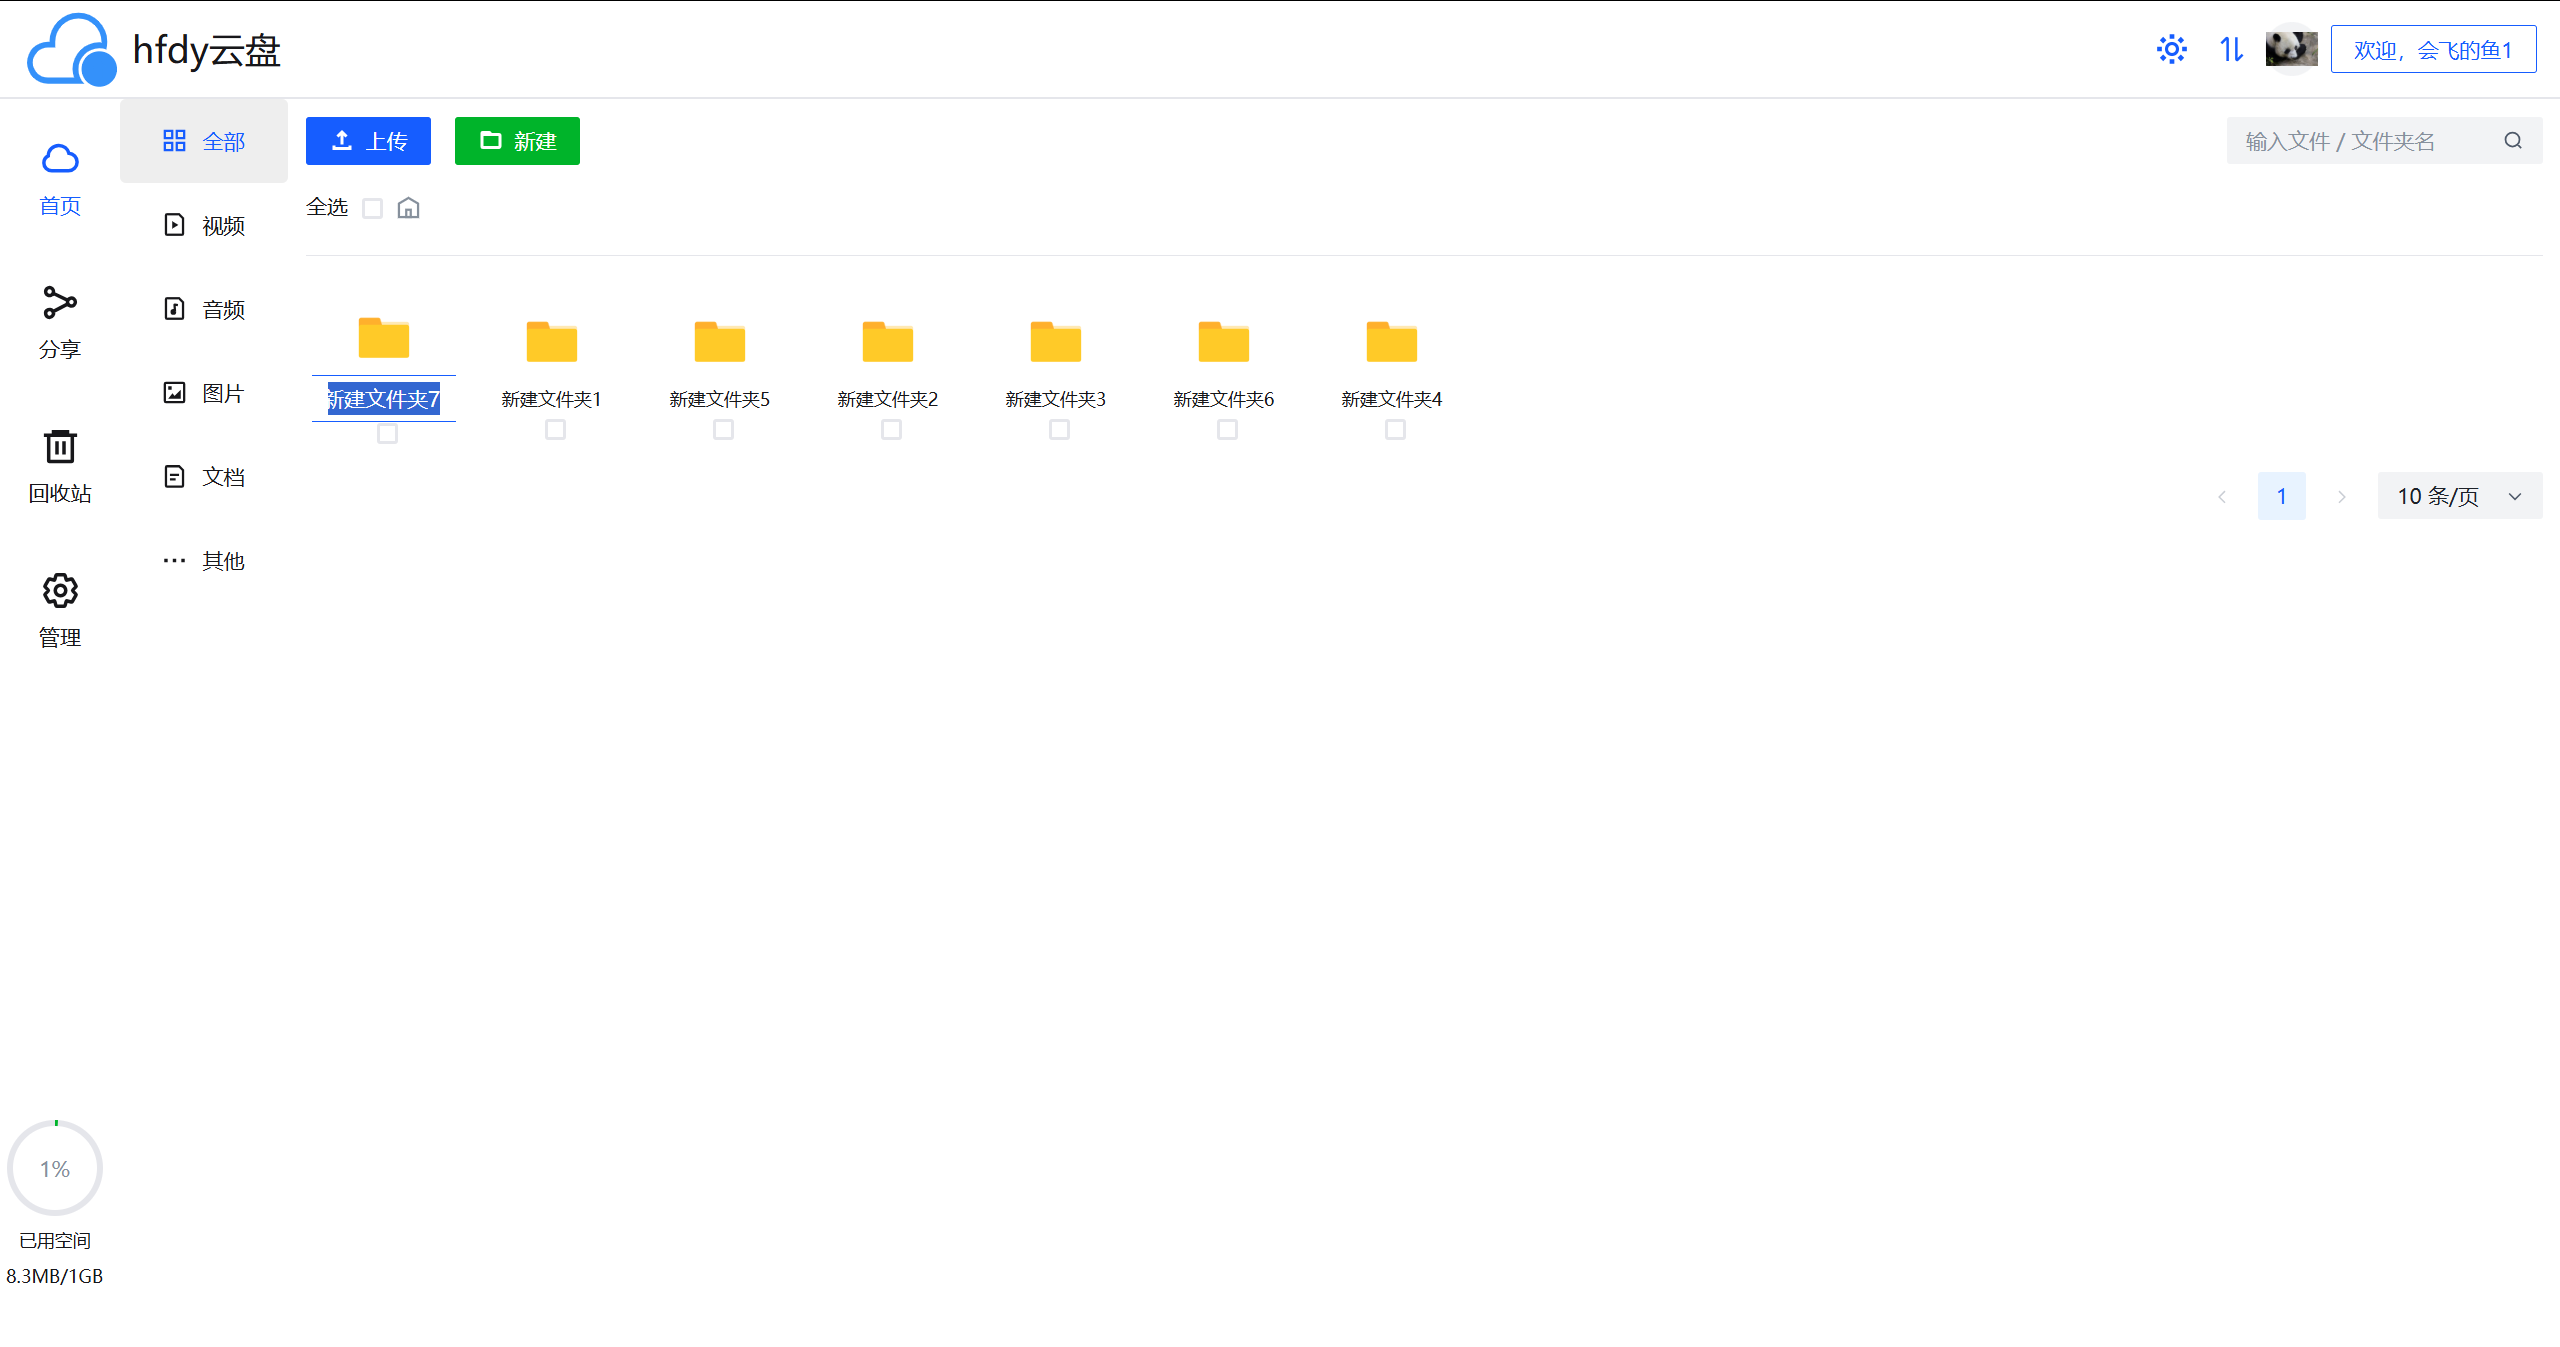 hfdy云盘
欢迎，会飞的鱼1
首页
分享
回收站
管理
全部
视频
音频
图片
文档
其他
上传
新建
输入文件 / 文件夹名
全选
新建文件夹7
新建文件夹1
新建文件夹5
新建文件夹2
新建文件夹3
新建文件夹6
新建文件夹4
1
10 条/页
1%
已用空间
8.3MB/1GB